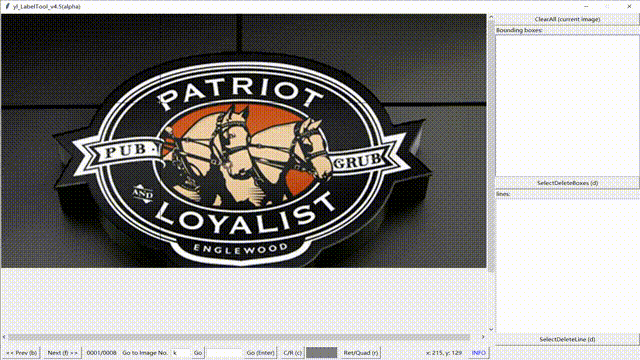 yl_LabelTool_v4.5(alpha)
ClearAll (current image)
Bounding boxes:
PATRIOT
PUB
GRUB
AND
LOYALIST
ENGLEWOOD
SelectDeleteBoxes (d)
lines:
SelectDeleteLine (d)
<< Prev (b) Next (f) >> 0001/0008 Go to Image No. k Go Go (Enter) C/R (c) Ret/Quad (r) x: 215, y: 129 INFO